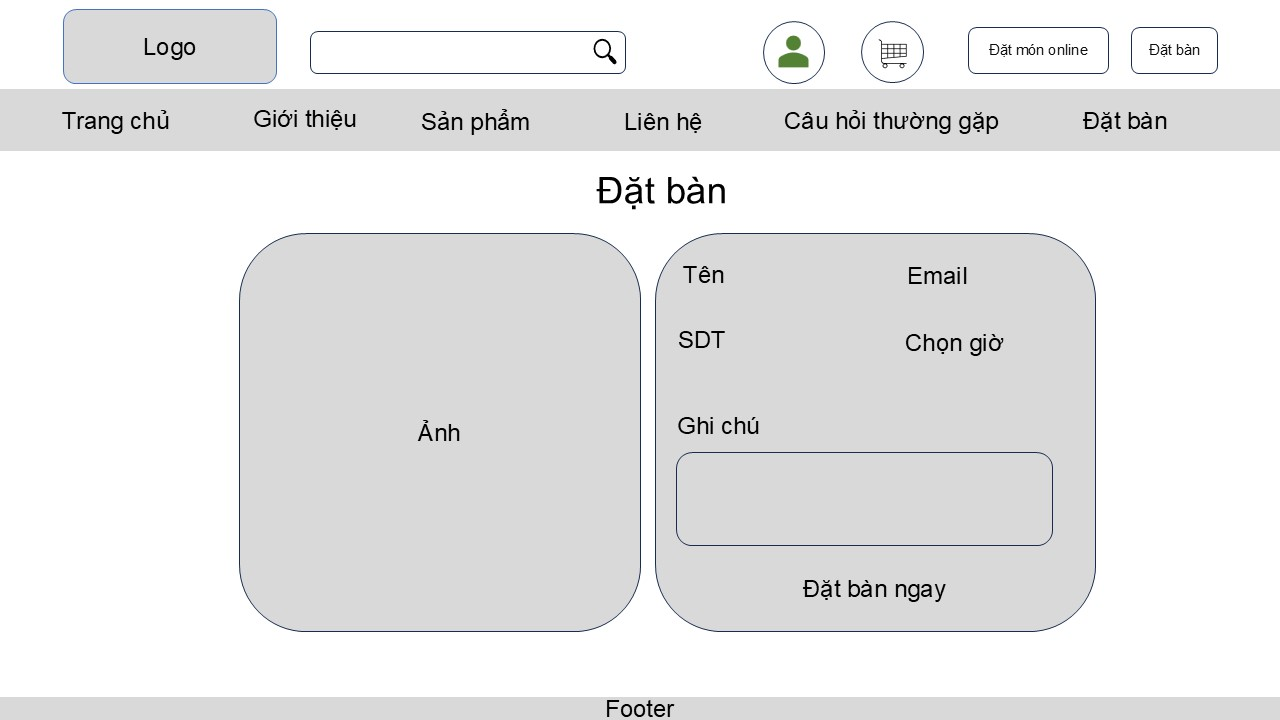 Logo
Đặt món online
Đặt bàn
Trang chủ
Giới thiệu
Sản phẩm
Liên hệ
Câu hỏi thường gặp
Đặt bàn
Đặt bàn
Ảnh
Tên
Email
SDT
Chọn giờ
Ghi chú
Đặt bàn ngay
Footer